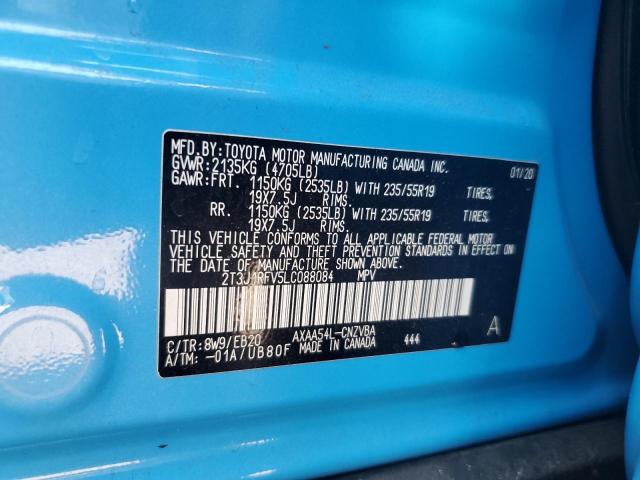 MFD.BY:TOYOTA MOTOR MANUFACTURING CANADA INC.
GVWR:2135KG (4705LB) 01/20
GAWR:FRT. 1150KG (2535LB) WITH 235/55R19 TIRES,
19X7.5J RIMS.
RR. 1150KG (2535LB) WITH 235/55R19 TIRES,
19X7.5J RIMS.
THIS VEHICLE CONFORMS TO ALL APPLICABLE FEDERAL MOTOR
VEHICLE SAFETY AND THEFT PREVENTION STANDARDS IN EFFECT ON THE
DATE OF MANUFACTURE SHOWN ABOVE.
2T3J1RFV5LC088084 MPV
C/TR:8W9/EB20 AXAA54L-CNZVBA A
A/TM: -01A/UB80F MADE IN CANADA 444